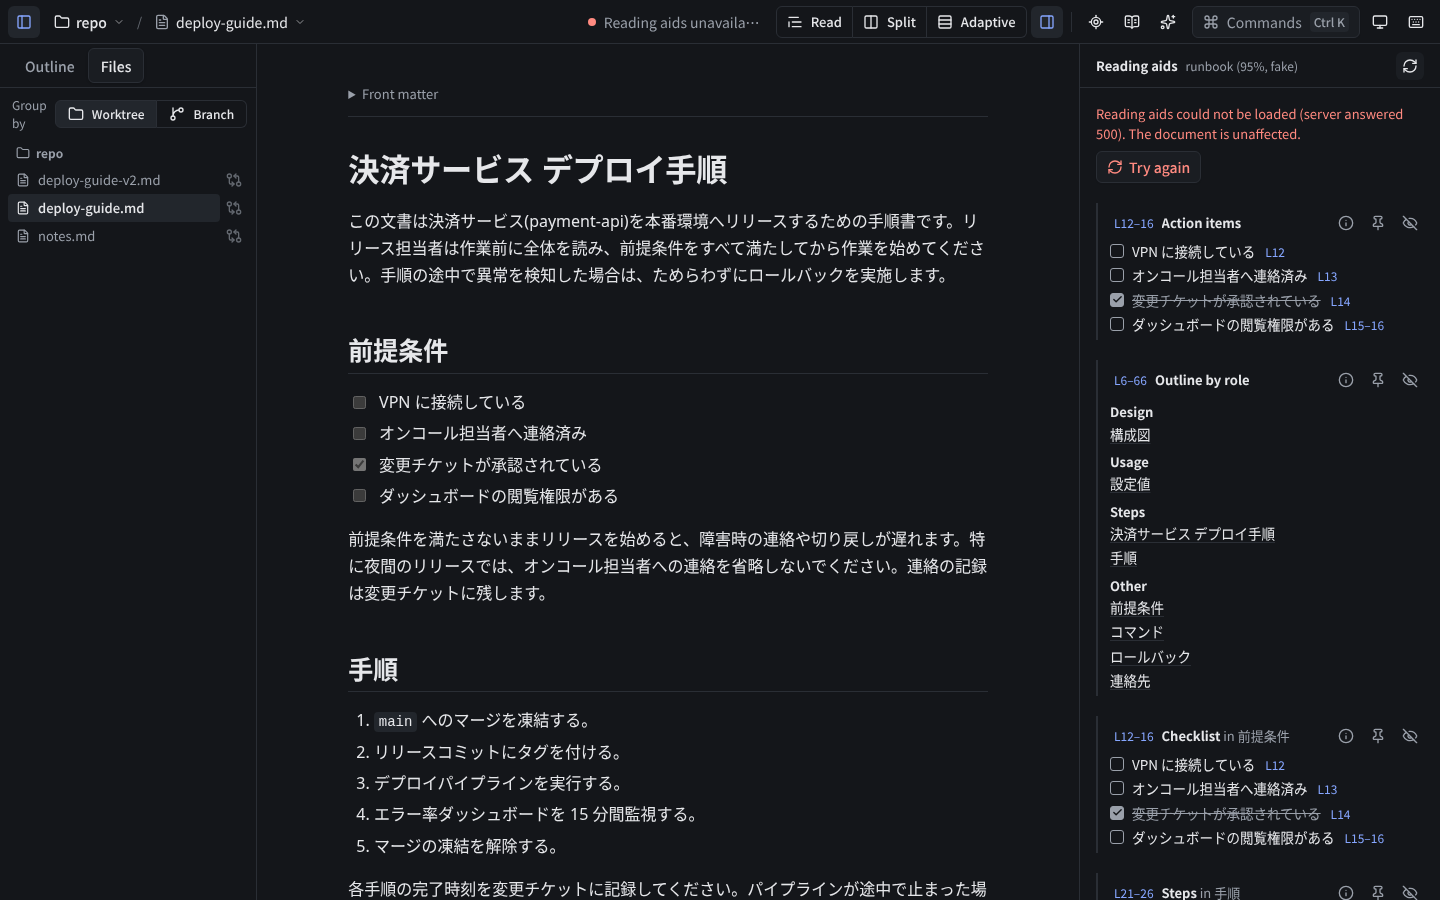 repo / deploy-guide.md
Reading aids unavaila···
Read Split Adaptive
Commands Ctrl K
Outline Files
Group by Worktree Branch
repo
deploy-guide-v2.md
deploy-guide.md
notes.md
Front matter
決済サービス デプロイ手順
この文書は決済サービス(payment-api)を本番環境へリリースするための手順書です。リ
リース担当者は作業前に全体を読み、前提条件をすべて満たしてから作業を始めてくださ
い。手順の途中で異常を検知した場合は、ためらわずにロールバックを実施します。
前提条件
VPN に接続している
オンコール担当者へ連絡済み
変更チケットが承認されている
ダッシュボードの閲覧権限がある
前提条件を満たさないままリリースを始めると、障害時の連絡や切り戻しが遅れます。特
に夜間のリリースでは、オンコール担当者への連絡を省略しないでください。連絡の記録
は変更チケットに残します。
手順
1. main へのマージを凍結する。
2. リリースコミットにタグを付ける。
3. デプロイパイプラインを実行する。
4. エラー率ダッシュボードを 15 分間監視する。
5. マージの凍結を解除する。
各手順の完了時刻を変更チケットに記録してください。パイプラインが途中で止まった場
Reading aids runbook (95%, fake)
Reading aids could not be loaded (server answered
500). The document is unaffected.
Try again
L12–16 Action items
VPN に接続している L12
オンコール担当者へ連絡済み L13
変更チケットが承認されている L14
ダッシュボードの閲覧権限がある L15–16
L6–66 Outline by role
Design
構成図
Usage
設定値
Steps
決済サービス デプロイ手順
手順
Other
前提条件
コマンド
ロールバック
連絡先
L12–16 Checklist in 前提条件
VPN に接続している L12
オンコール担当者へ連絡済み L13
変更チケットが承認されている L14
ダッシュボードの閲覧権限がある L15–16
L21–26 Steps in 手順